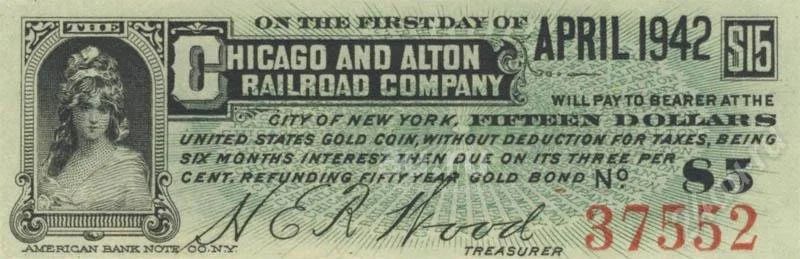 ON THE FIRST DAY OF APRIL 1942 $15
THE CHICAGO AND ALTON
RAILROAD COMPANY
WILL PAY TO BEARER AT THE
CITY OF NEW YORK, FIFTEEN DOLLARS
UNITED STATES GOLD COIN, WITHOUT DEDUCTION FOR TAXES, BEING
SIX MONTHS INTEREST THEN DUE ON ITS THREE PER
CENT. REFUNDING FIFTY YEAR GOLD BOND NO. 85
H E R Wood 37552
TREASURER
AMERICAN BANK NOTE CO. N.Y.